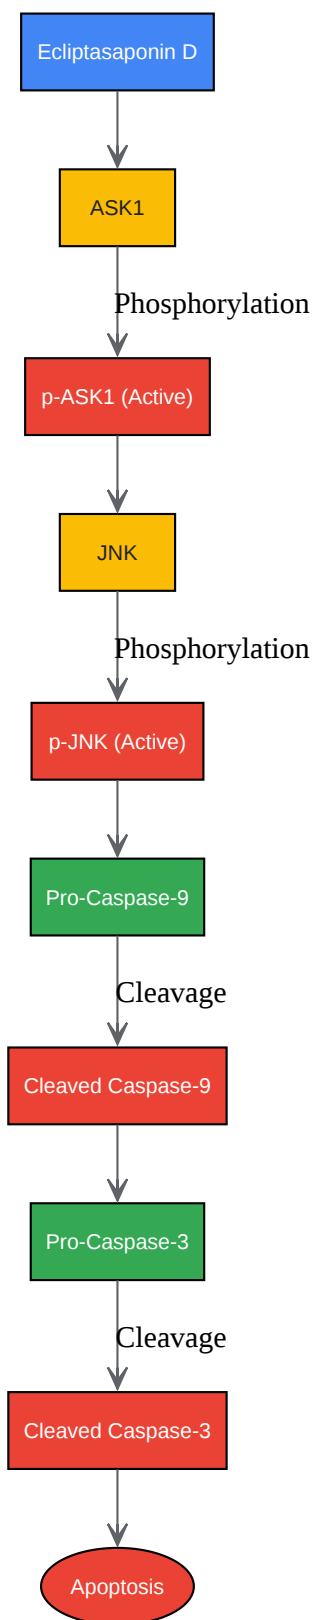 Ecliptasaponin D
ASK1
Phosphorylation
p-ASK1 (Active)
JNK
Phosphorylation
p-JNK (Active)
Pro-Caspase-9
Cleavage
Cleaved Caspase-9
Pro-Caspase-3
Cleavage
Cleaved Caspase-3
Apoptosis